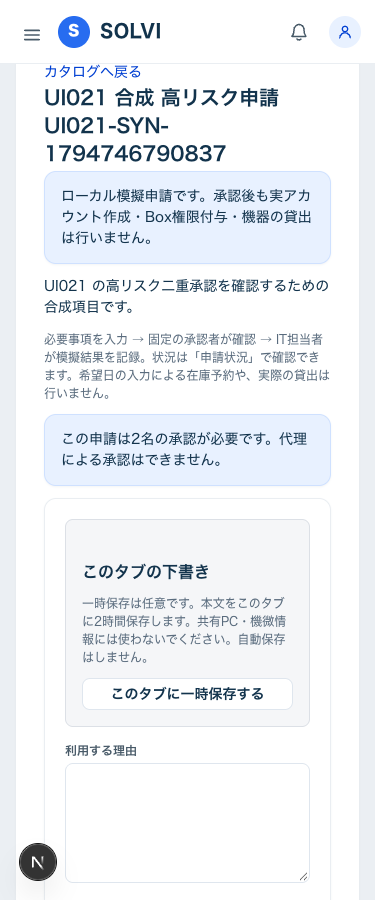 S SOLVI
カタログへ戻る
UI021 合成 高リスク申請
UI021-SYN-
1794746790837
ローカル模擬申請です。承認後も実アカ
ウント作成・Box権限付与・機器の貸出
は行いません。
UI021 の高リスク二重承認を確認するための
合成項目です。
必要事項を入力 → 固定の承認者が確認 → IT担当者
が模擬結果を記録。状況は「申請状況」で確認でき
ます。希望日の入力による在庫予約や、実際の貸出は
行いません。
この申請は2名の承認が必要です。代理
による承認はできません。
このタブの下書き
一時保存は任意です。本文をこのタブ
に2時間保存します。共有PC・機微情
報には使わないでください。自動保存
はしません。
このタブに一時保存する
利用する理由
N